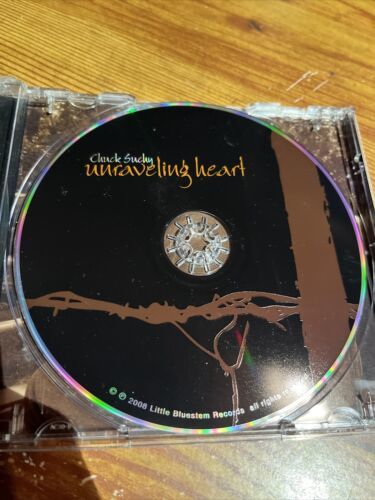 Chuck Suchy
unraveling heart
© ℗ 2008 Little Bluestem Records all rights